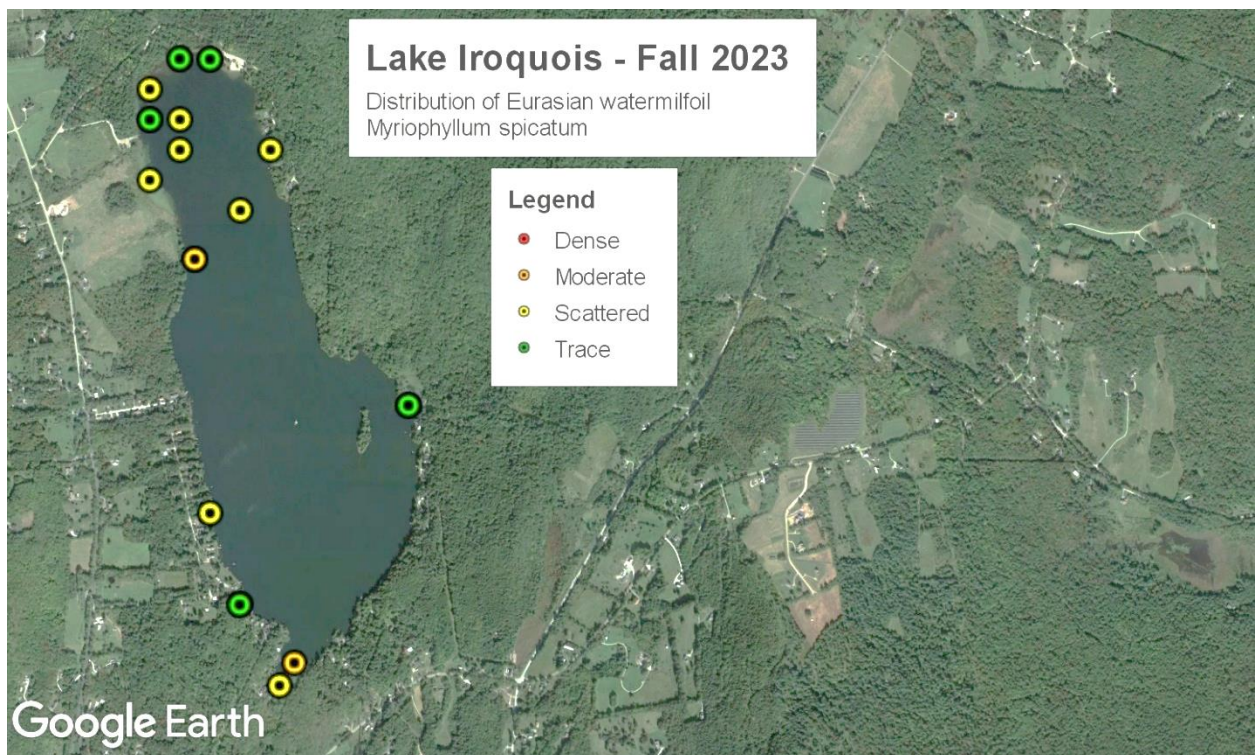 Lake Iroquois - Fall 2023
Distribution of Eurasian watermilfoil
Myriophyllum spicatum
Legend
Dense
Moderate
Scattered
Trace
Google Earth